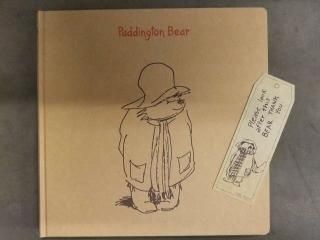 Paddington Bear
Please look
after this
BEAR THANK
YOU